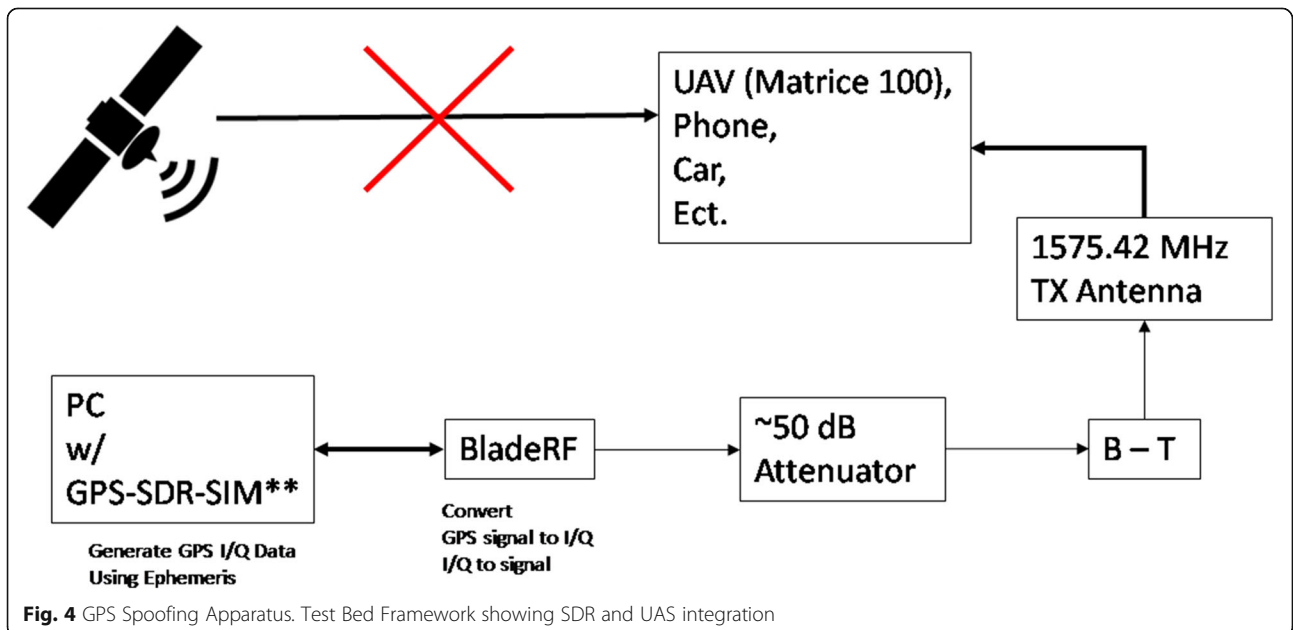 UAV (Matrice 100),
Phone,
Car,
Ect.
1575.42 MHz
TX Antenna
PC
w/
GPS-SDR-SIM**
Generate GPS I/Q Data
Using Ephemeris
BladeRF
Convert
GPS signal to I/Q
I/Q to signal
~50 dB
Attenuator
B – T
Fig. 4 GPS Spoofing Apparatus. Test Bed Framework showing SDR and UAS integration